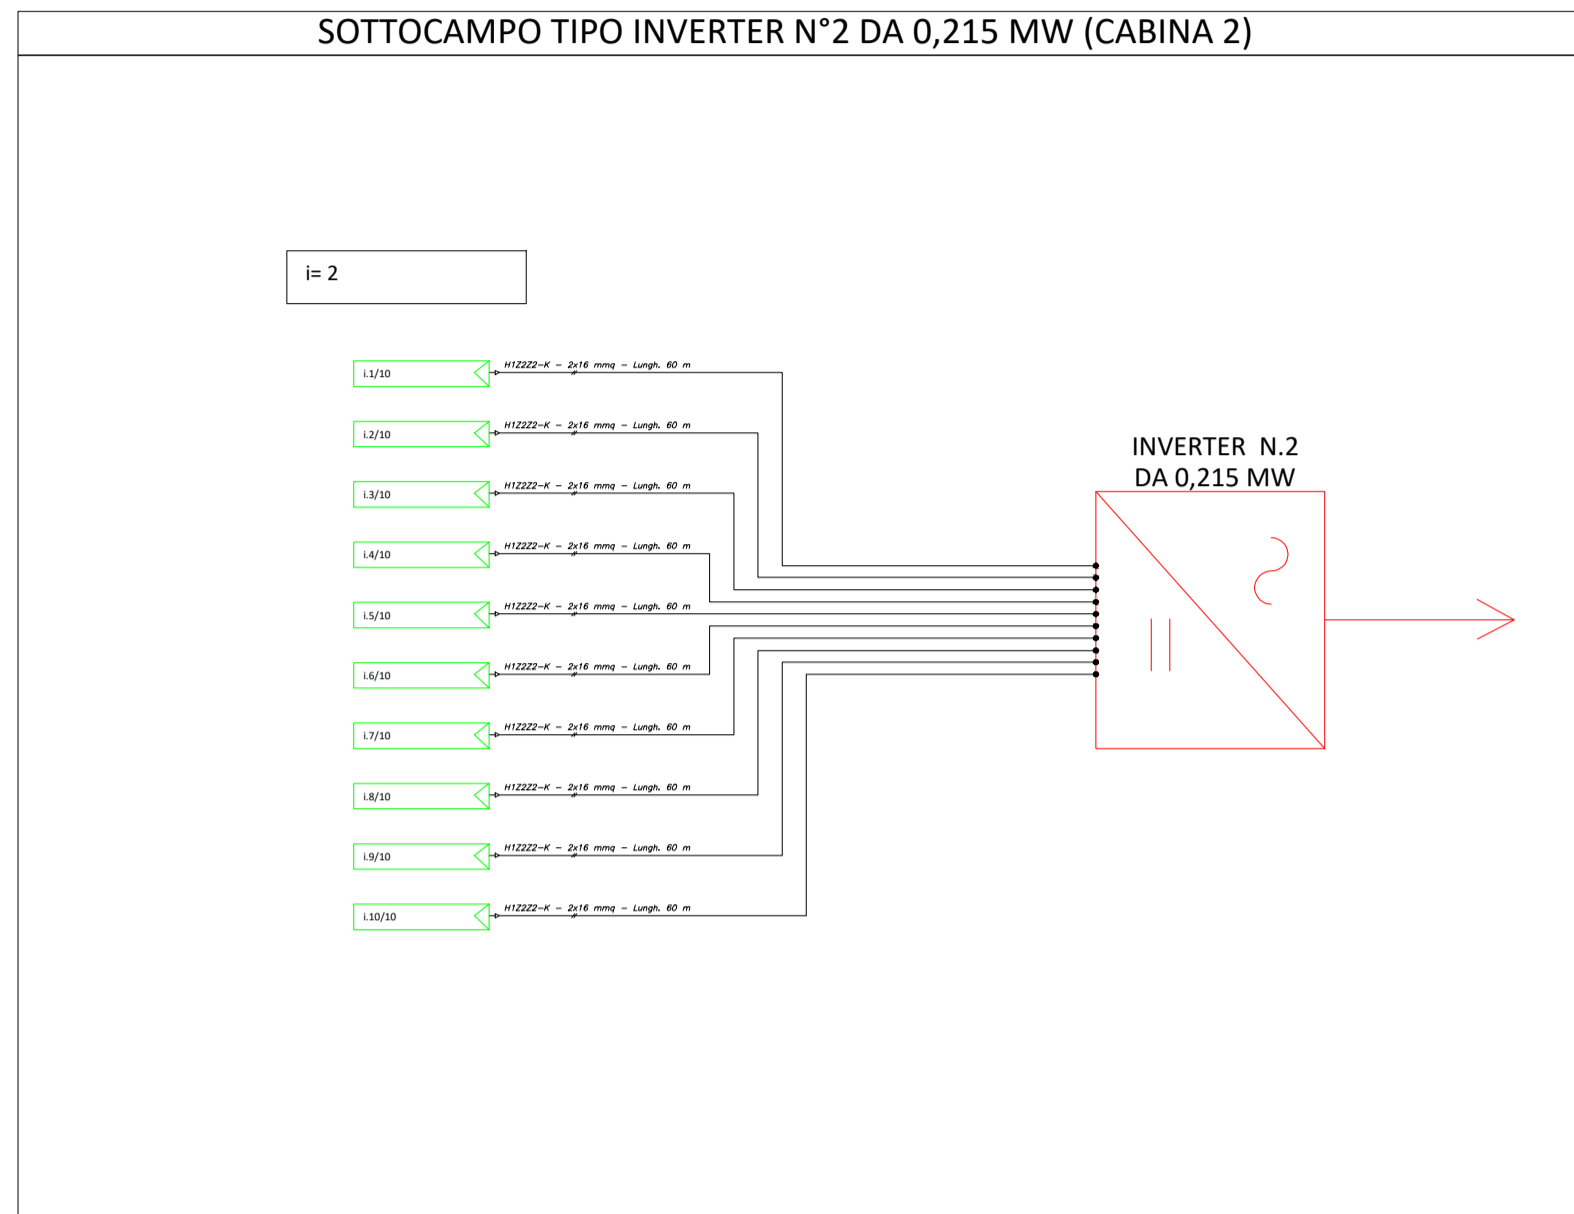 SOTTOCAMPO TIPO INVERTER N°2 DA 0,215 MW (CABINA 2)
i= 2
i.1/10
H1Z2Z2-K - 2x16 mmq - Lungh. 60 m
i.2/10
H1Z2Z2-K - 2x16 mmq - Lungh. 60 m
INVERTER N.2
DA 0,215 MW
i.3/10
H1Z2Z2-K - 2x16 mmq - Lungh. 60 m
i.4/10
H1Z2Z2-K - 2x16 mmq - Lungh. 60 m
i.5/10
H1Z2Z2-K - 2x16 mmq - Lungh. 60 m
i.6/10
H1Z2Z2-K - 2x16 mmq - Lungh. 60 m
i.7/10
H1Z2Z2-K - 2x16 mmq - Lungh. 60 m
i.8/10
H1Z2Z2-K - 2x16 mmq - Lungh. 60 m
i.9/10
H1Z2Z2-K - 2x16 mmq - Lungh. 60 m
i.10/10
H1Z2Z2-K - 2x16 mmq - Lungh. 60 m